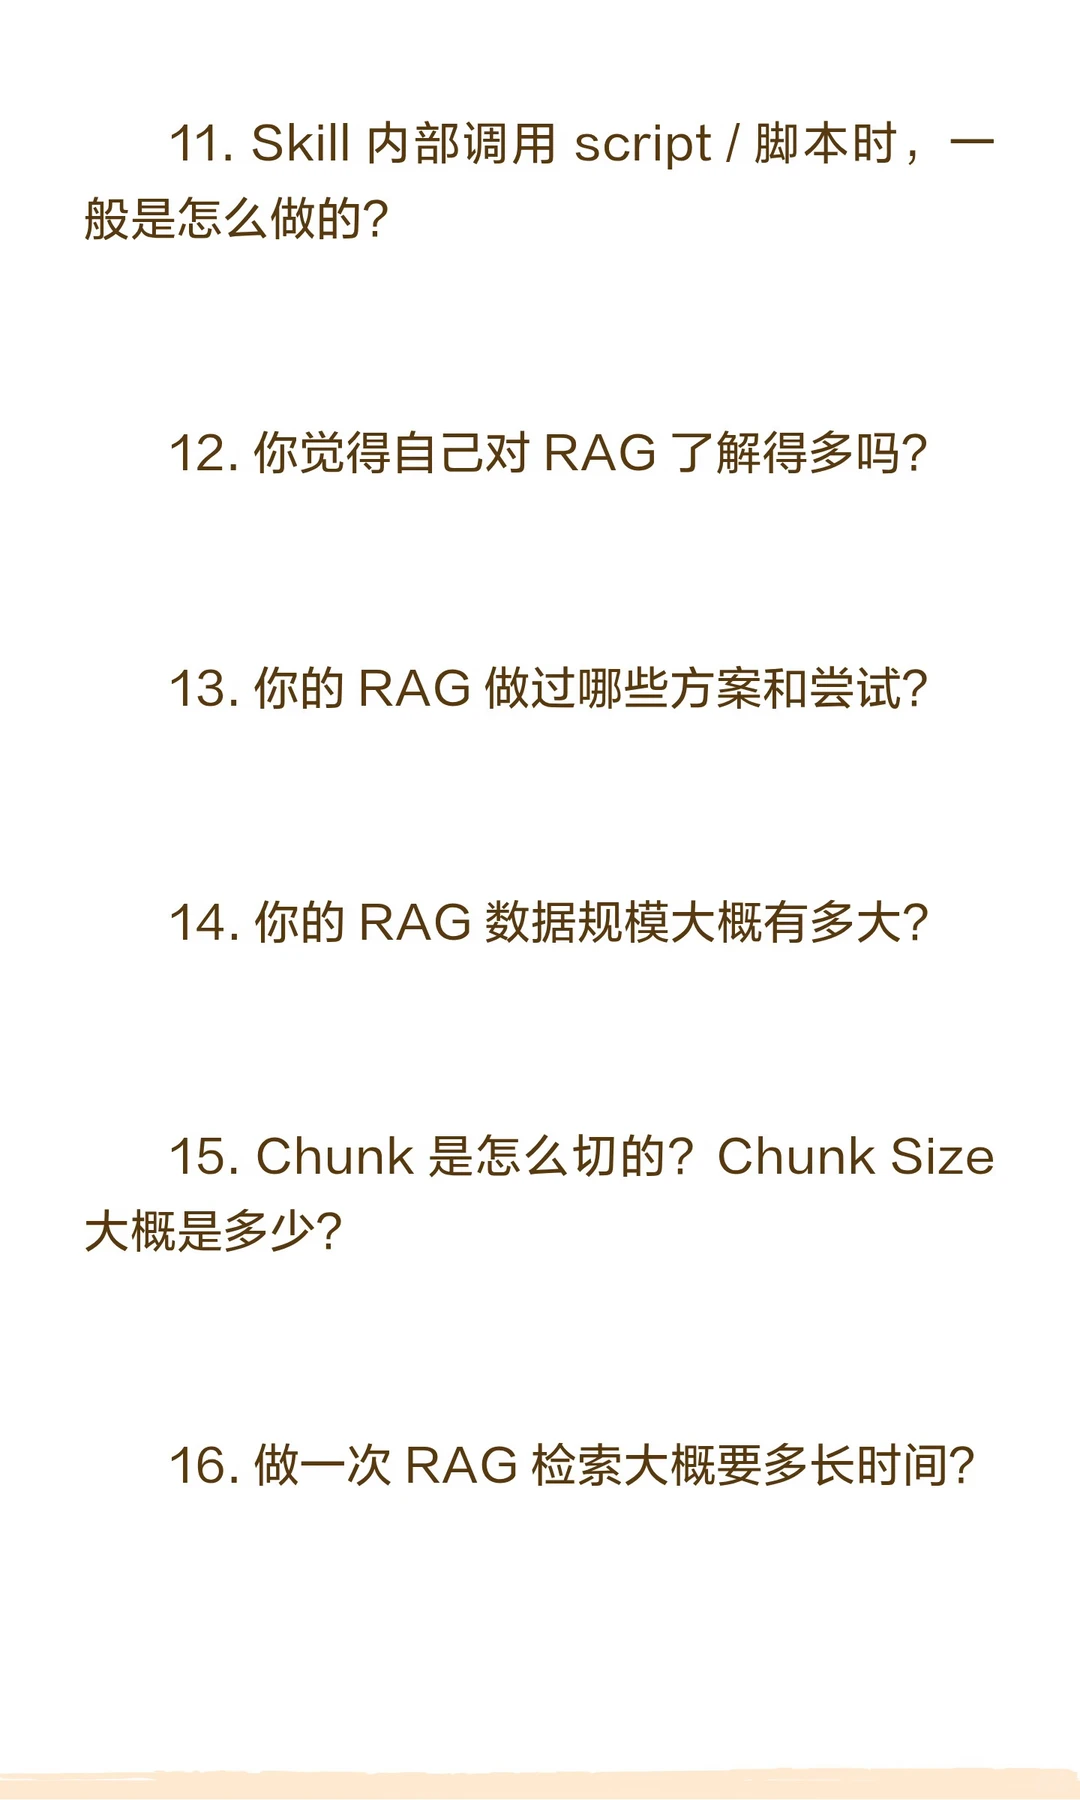 11. Skill 内部调用 script / 脚本时，一
般是怎么做的？
12. 你觉得自己对 RAG 了解得多吗？
13. 你的 RAG 做过哪些方案和尝试？
14. 你的 RAG 数据规模大概有多大？
15. Chunk 是怎么切的？Chunk Size
大概是多少？
16. 做一次 RAG 检索大概要多长时间？